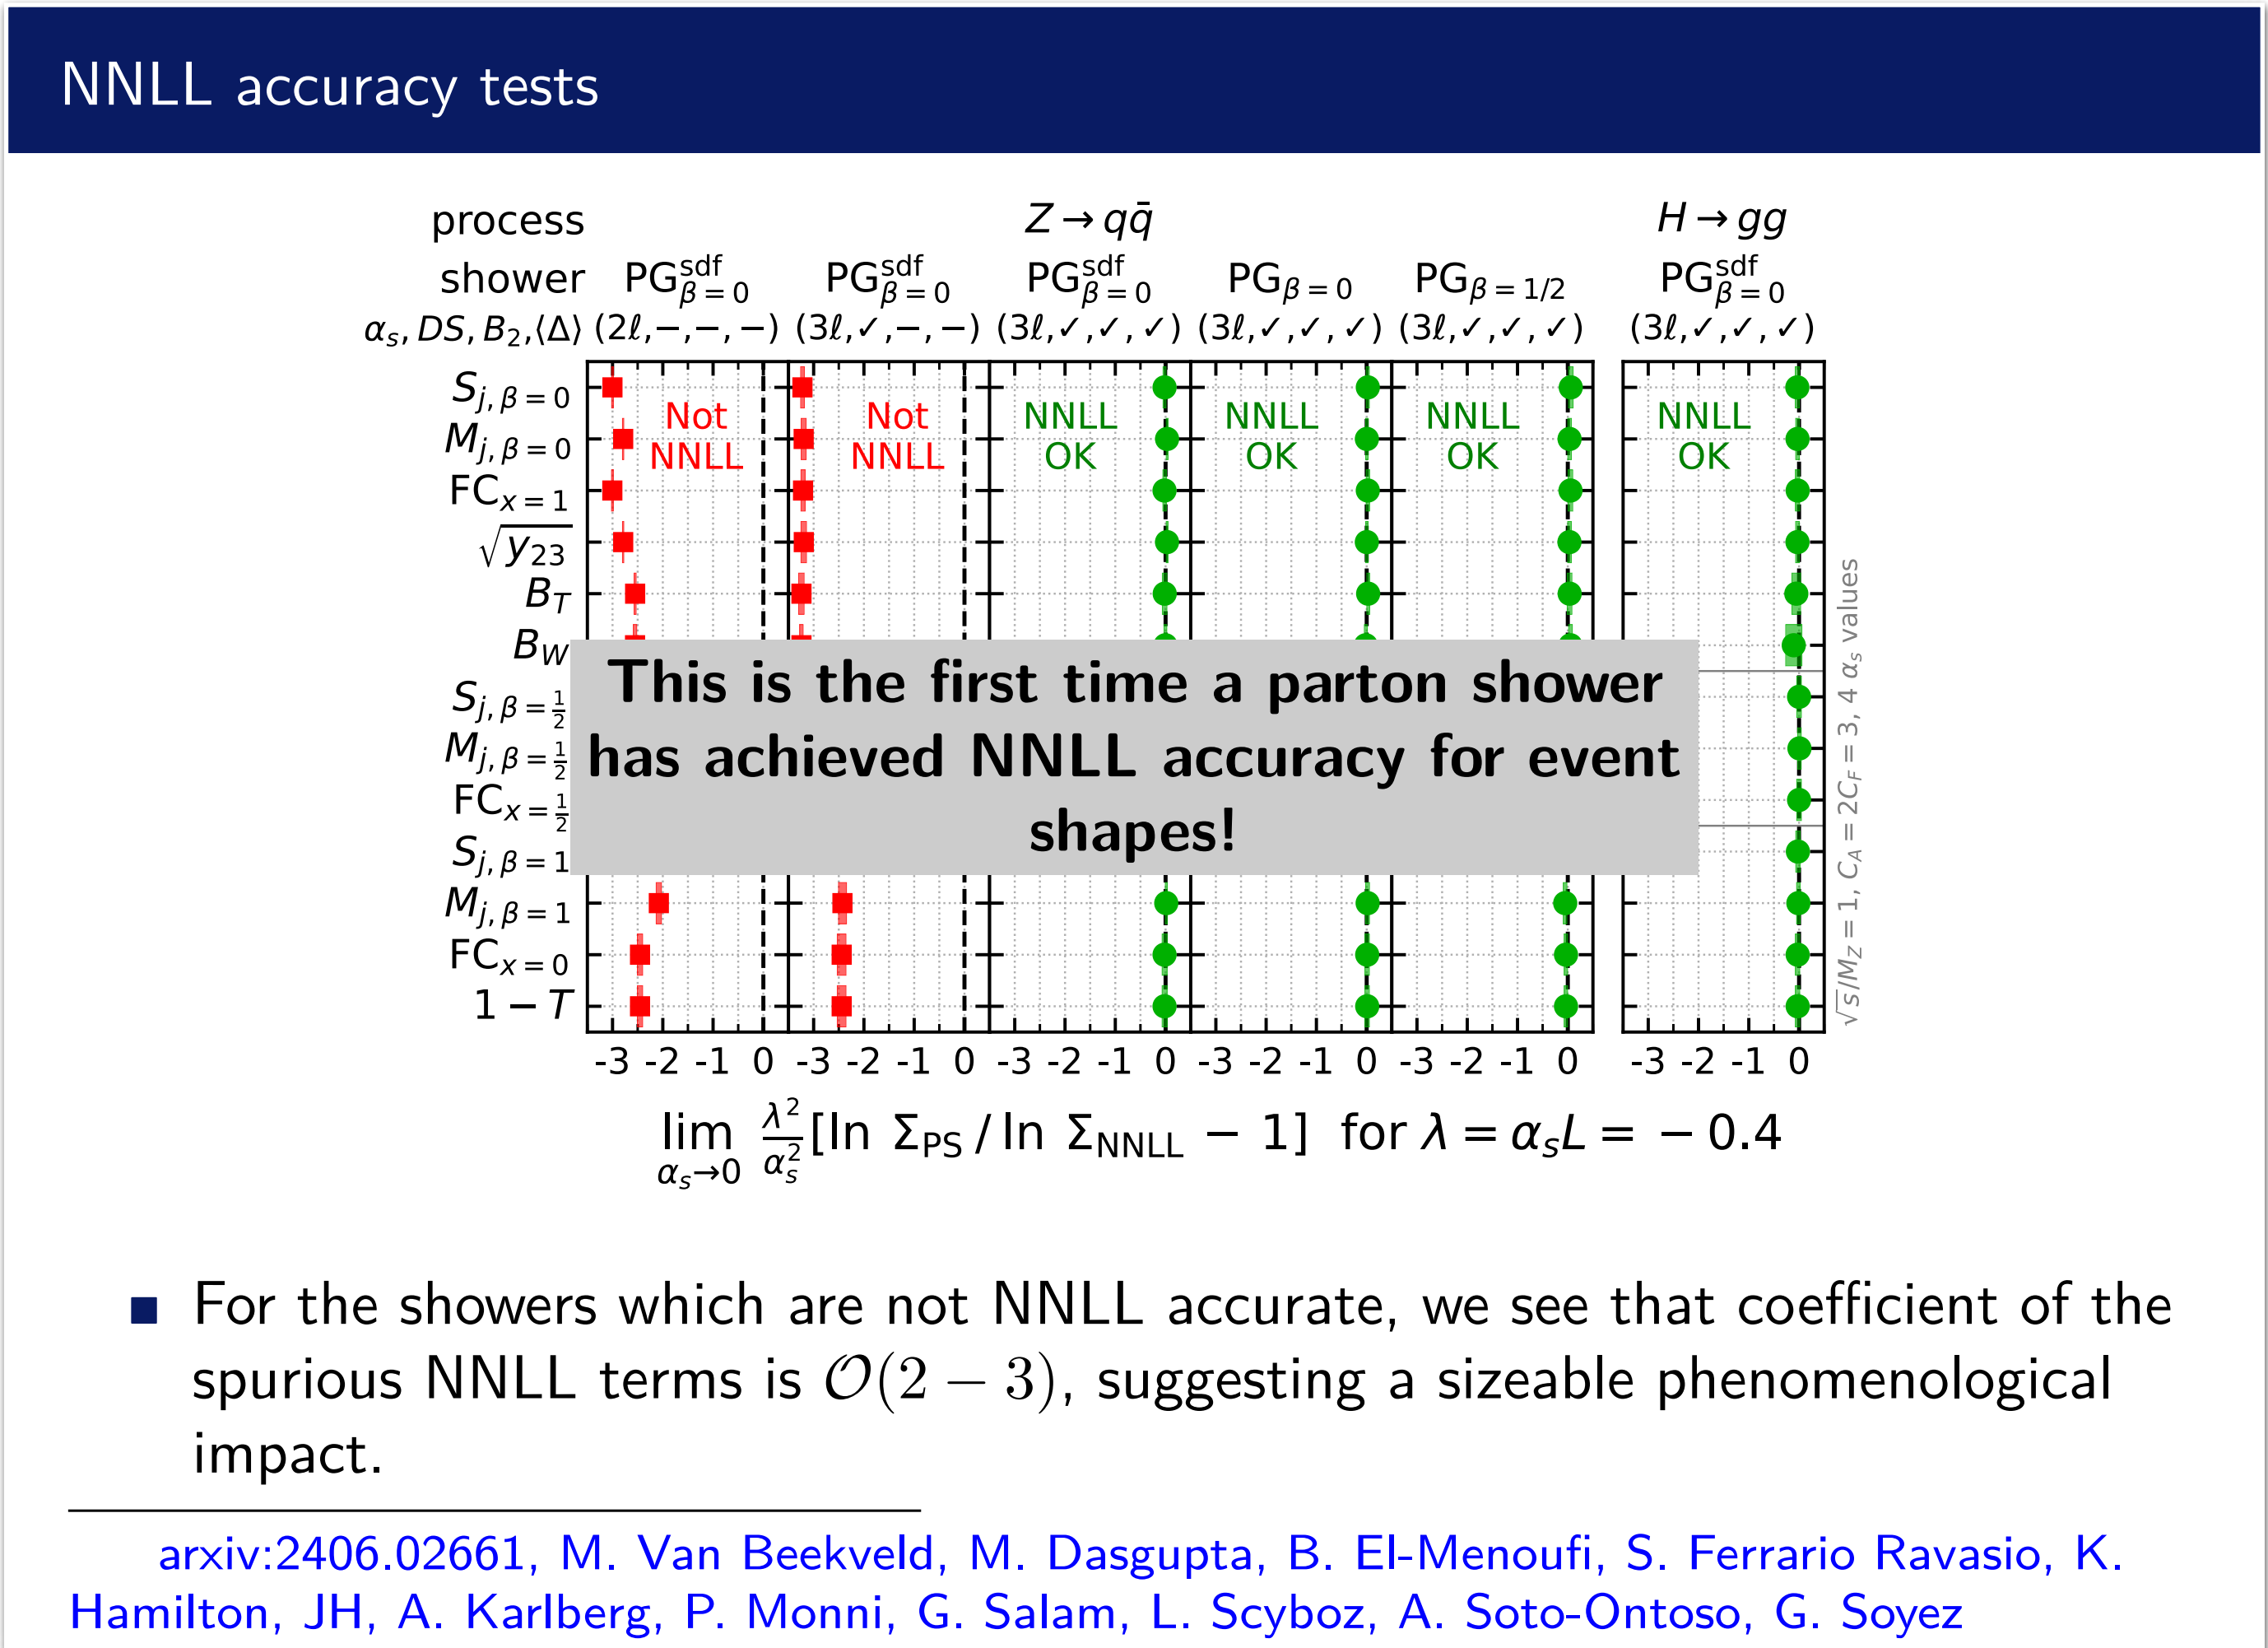 NNLL accuracy tests
process Z → qq̄ H → gg
shower PG^sdf_β=0 PG^sdf_β=0 PG^sdf_β=0 PG_β=0 PG_β=1/2 PG^sdf_β=0
α_s, DS, B_2, ⟨Δ⟩ (2ℓ,−,−,−) (3ℓ,✓,−,−) (3ℓ,✓,✓,✓) (3ℓ,✓,✓,✓) (3ℓ,✓,✓,✓) (3ℓ,✓,✓,✓)
S_j, β=0
Not Not NNLL NNLL NNLL NNLL
M_j, β=0
NNLL NNLL OK OK OK OK
FC_x=1
√y_23
B_T
B_W
S_j, β=1/2
M_j, β=1/2
FC_x=1/2
S_j, β=1
M_j, β=1
FC_x=0
1 − T
This is the first time a parton shower
has achieved NNLL accuracy for event
shapes!
√s/M_Z = 1, C_A = 2C_F = 3, 4 α_s values
-3 -2 -1 0 -3 -2 -1 0 -3 -2 -1 0 -3 -2 -1 0 -3 -2 -1 0 -3 -2 -1 0
lim_α_s→0 λ²/α_s² [ln Σ_PS / ln Σ_NNLL − 1] for λ = α_s L = − 0.4
■ For the showers which are not NNLL accurate, we see that coefficient of the
spurious NNLL terms is 𝒪(2 − 3), suggesting a sizeable phenomenological
impact.
arxiv:2406.02661, M. Van Beekveld, M. Dasgupta, B. El-Menoufi, S. Ferrario Ravasio, K.
Hamilton, JH, A. Karlberg, P. Monni, G. Salam, L. Scyboz, A. Soto-Ontoso, G. Soyez